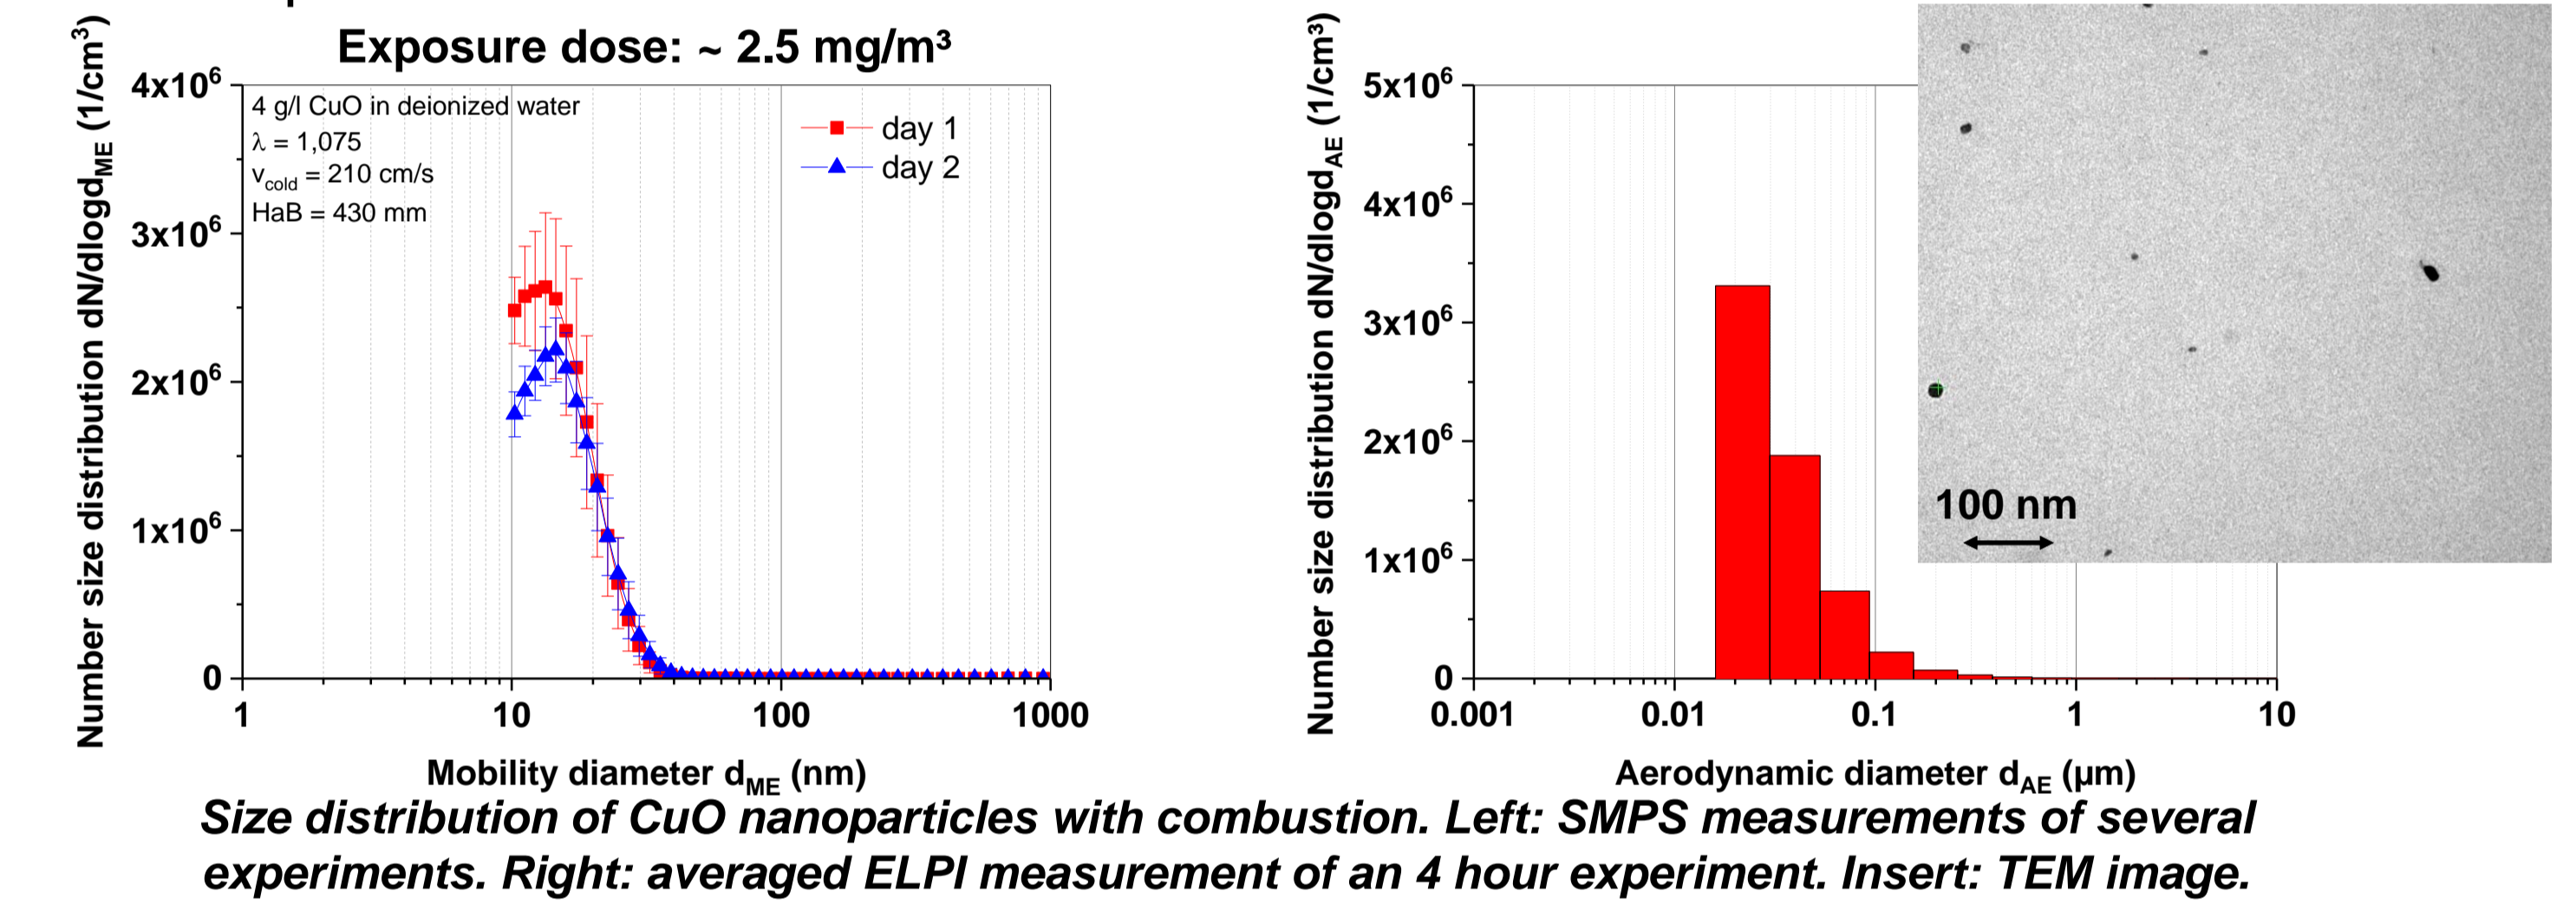 Exposure dose: ~ 2.5 mg/m³
Number size distribution dN/dlogd_ME (1/cm³)
4x10⁶
3x10⁶
2x10⁶
1x10⁶
0
4 g/l CuO in deionized water
λ = 1,075
v_cold = 210 cm/s
HaB = 430 mm
day 1
day 2
1 10 100 1000
Mobility diameter d_ME (nm)
Number size distribution dN/dlogd_AE (1/cm³)
5x10⁶
4x10⁶
3x10⁶
2x10⁶
1x10⁶
0
100 nm
0.001 0.01 0.1 1 10
Aerodynamic diameter d_AE (µm)
Size distribution of CuO nanoparticles with combustion. Left: SMPS measurements of several
experiments. Right: averaged ELPI measurement of an 4 hour experiment. Insert: TEM image.